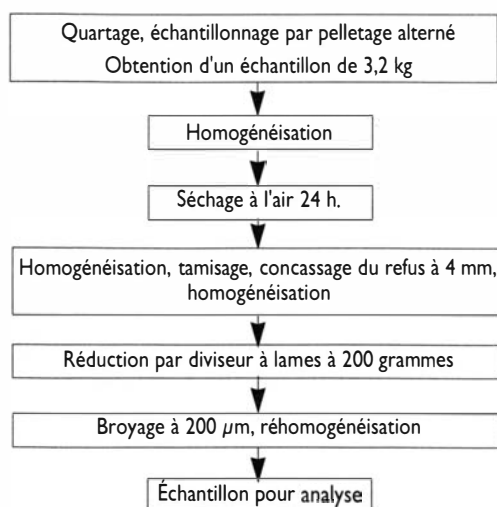 Quartage, échantillonnage par pelletage alterné
Obtention d'un échantillon de 3,2 kg
Homogénéisation
Séchage à l'air 24 h.
Homogénéisation, tamisage, concassage du refus à 4 mm,
homogénéisation
Réduction par diviseur à lames à 200 grammes
Broyage à 200 µm, réhomogénéisation
Échantillon pour analyse